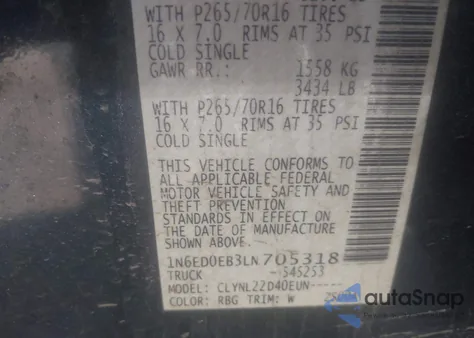 WITH P265/70R16 TIRES
16 X 7.0 RIMS AT 35 PSI
COLD SINGLE
GAWR RR.: 1558 KG
3434 LB
WITH P265/70R16 TIRES
16 X 7.0 RIMS AT 35 PSI
COLD SINGLE
THIS VEHICLE CONFORMS TO
ALL APPLICABLE FEDERAL
MOTOR VEHICLE SAFETY AND
THEFT PREVENTION
STANDARDS IN EFFECT ON
THE DATE OF MANUFACTURE
SHOWN ABOVE.
1N6ED0EB3LN705318
TRUCK -545253
MODEL: CLYNL22D40EUN-----
COLOR: RBG TRIM: W
autaSnap